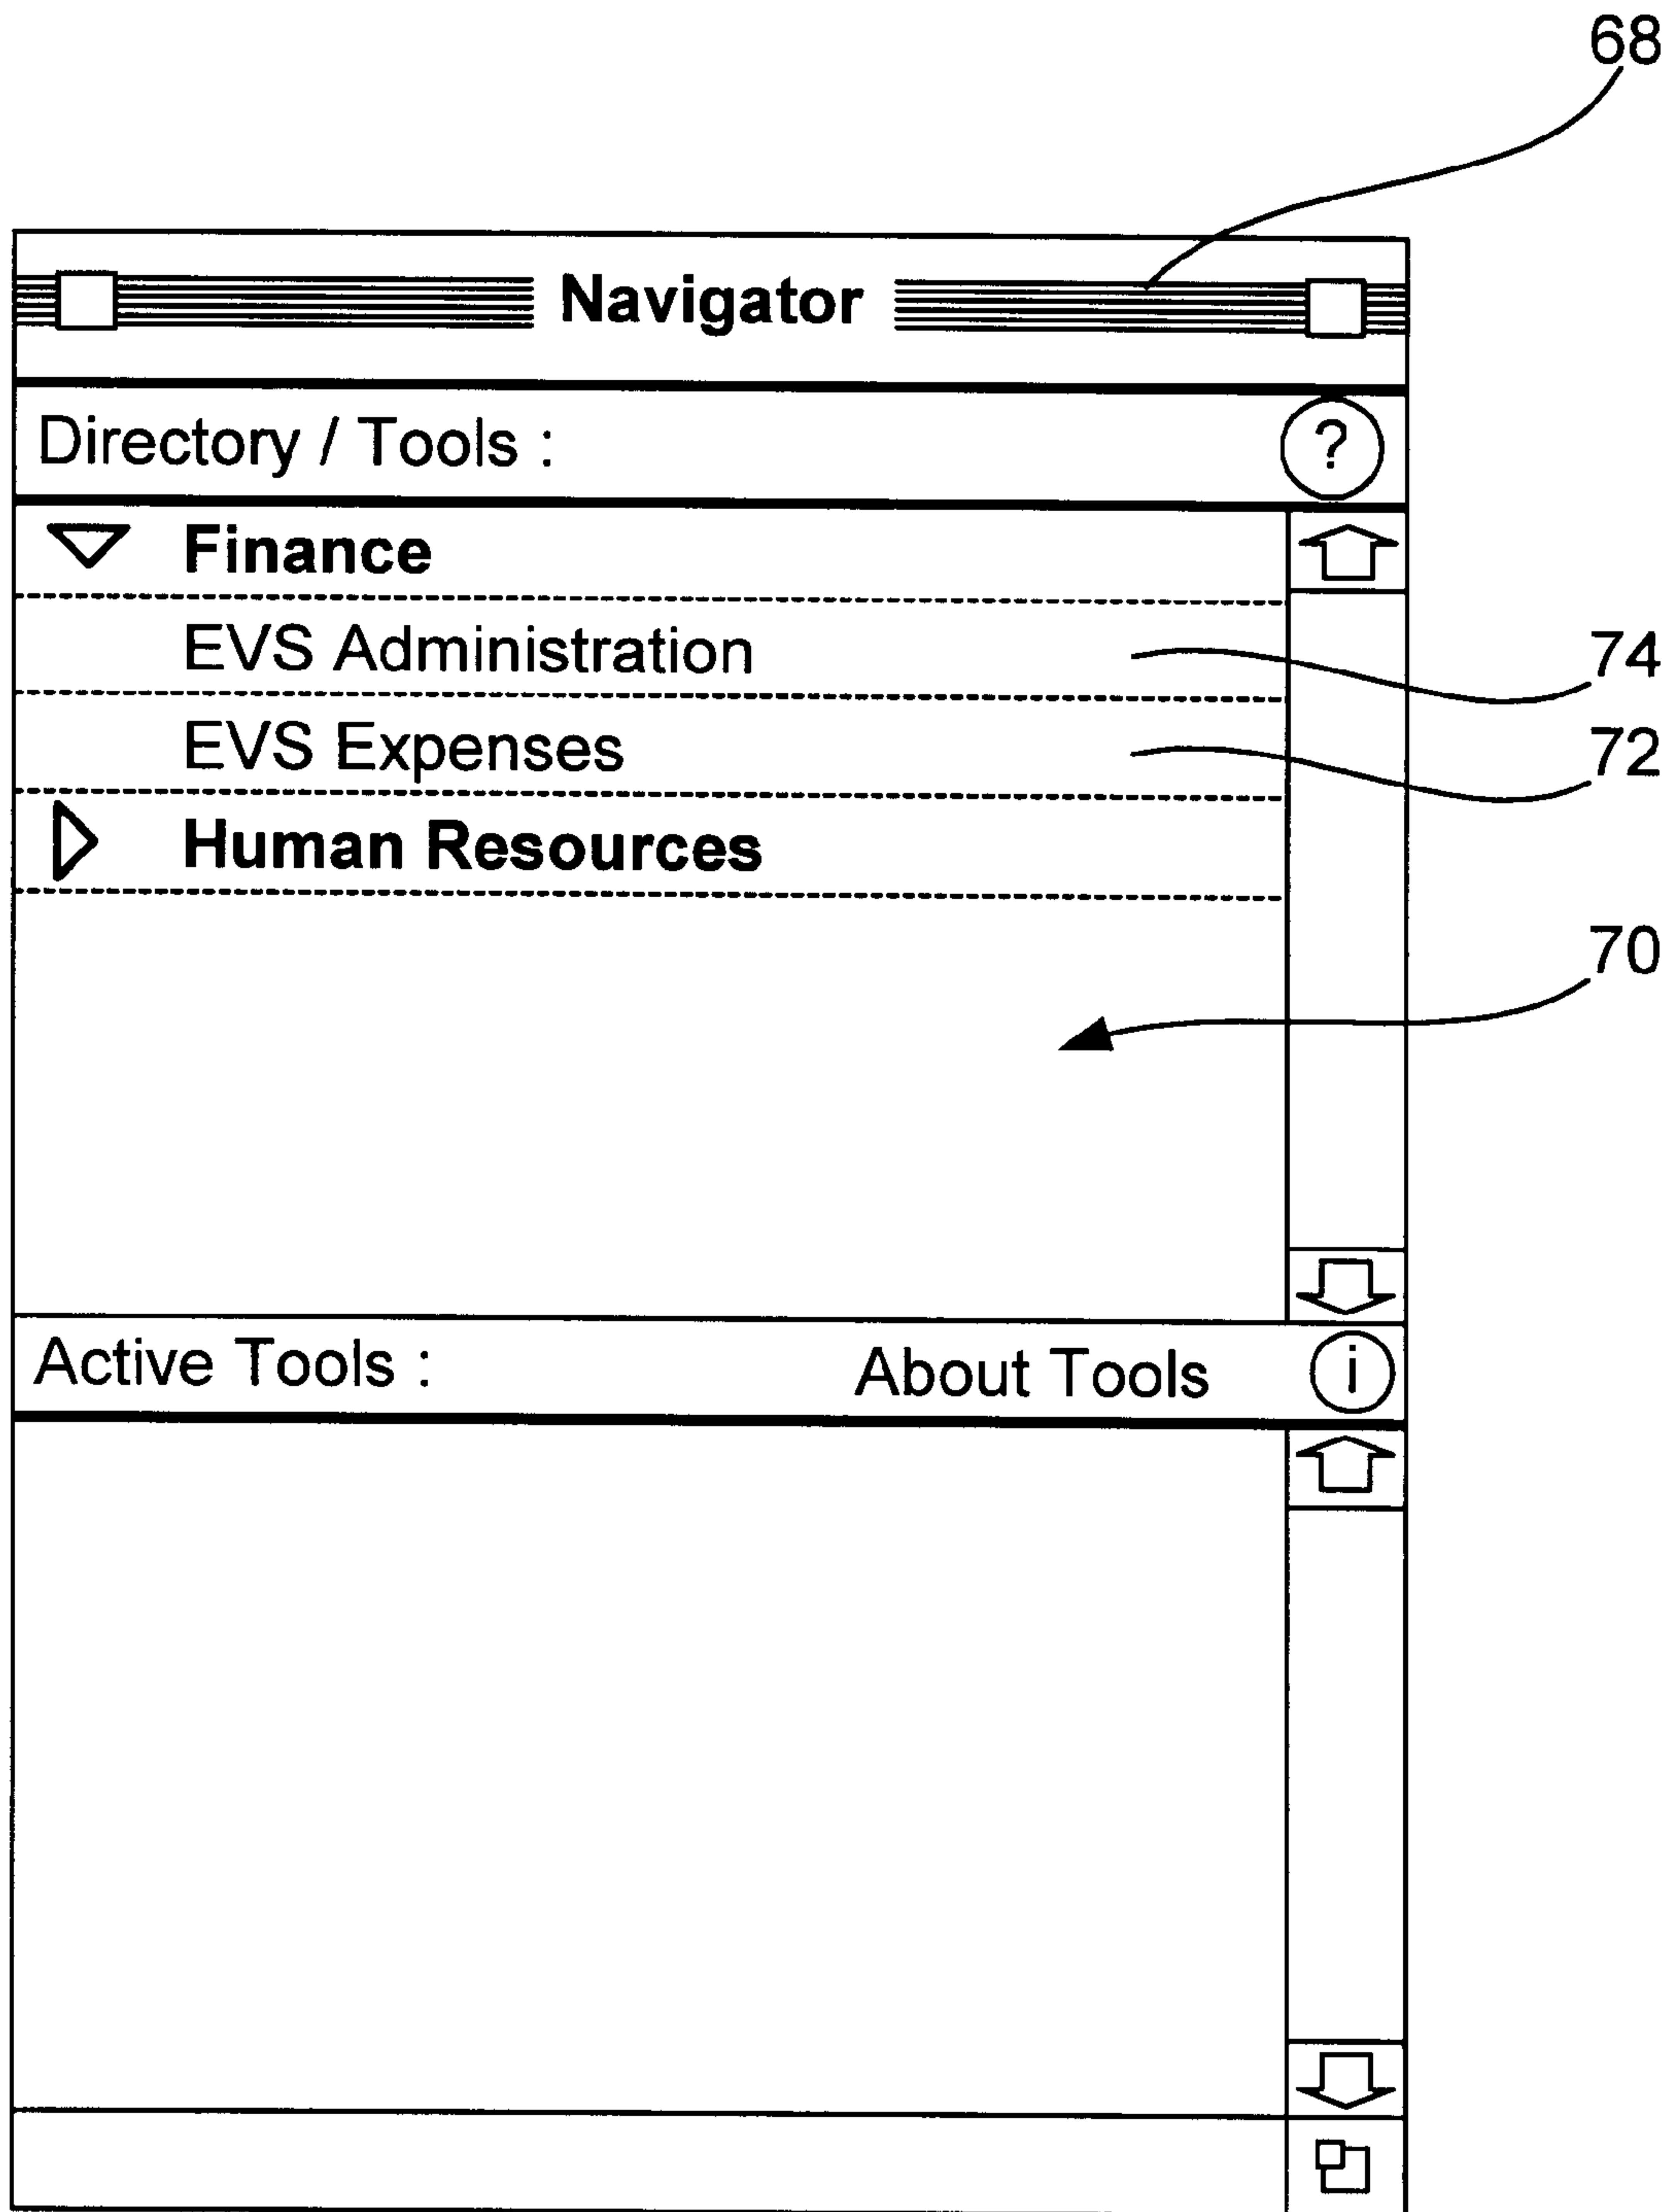 68
Navigator
Directory / Tools : ?
Finance
EVS Administration 74
EVS Expenses 72
Human Resources
70
Active Tools : About Tools i